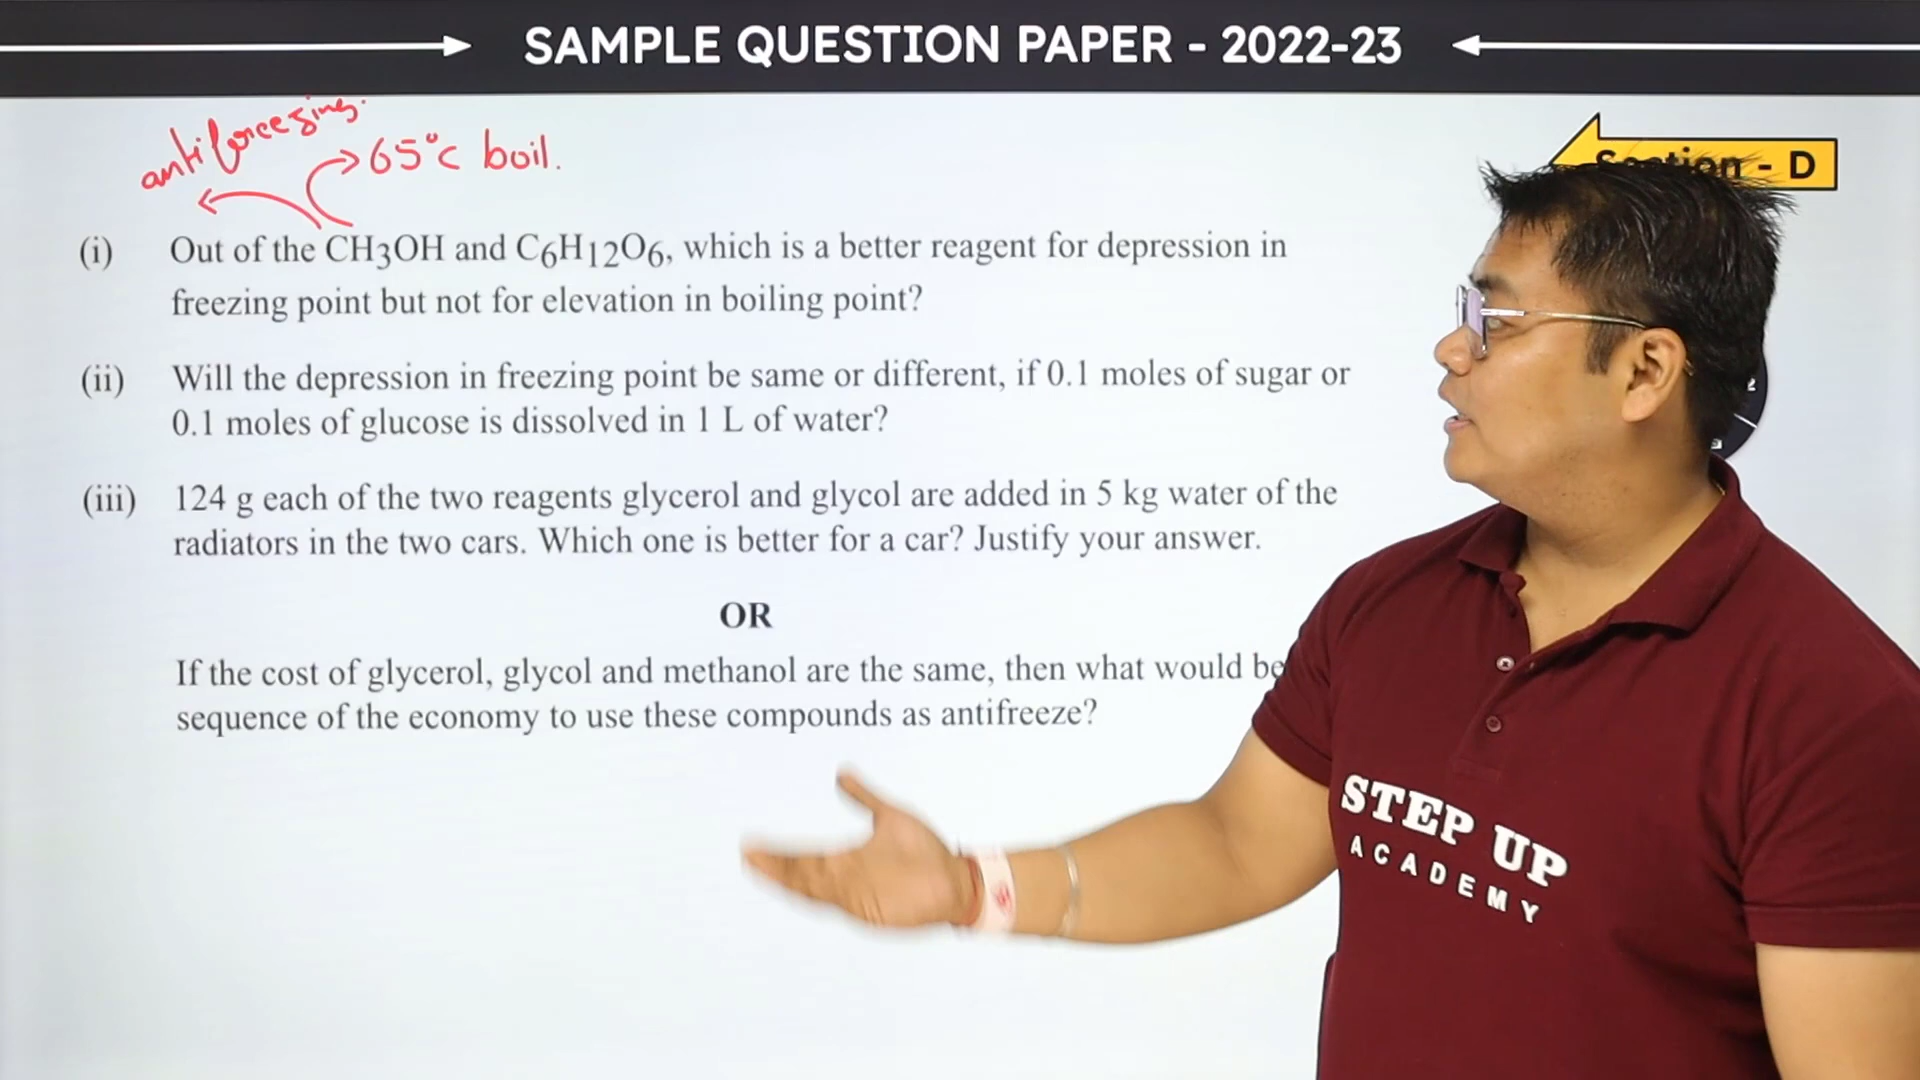 SAMPLE QUESTION PAPER - 2022-23
antifreezing.
65°C boil.
Section - D
(i) Out of the CH3OH and C6H12O6, which is a better reagent for depression in
freezing point but not for elevation in boiling point?
(ii) Will the depression in freezing point be same or different, if 0.1 moles of sugar or
0.1 moles of glucose is dissolved in 1 L of water?
(iii) 124 g each of the two reagents glycerol and glycol are added in 5 kg water of the
radiators in the two cars. Which one is better for a car? Justify your answer.
OR
If the cost of glycerol, glycol and methanol are the same, then what would be
sequence of the economy to use these compounds as antifreeze?
STEP UP
ACADEMY